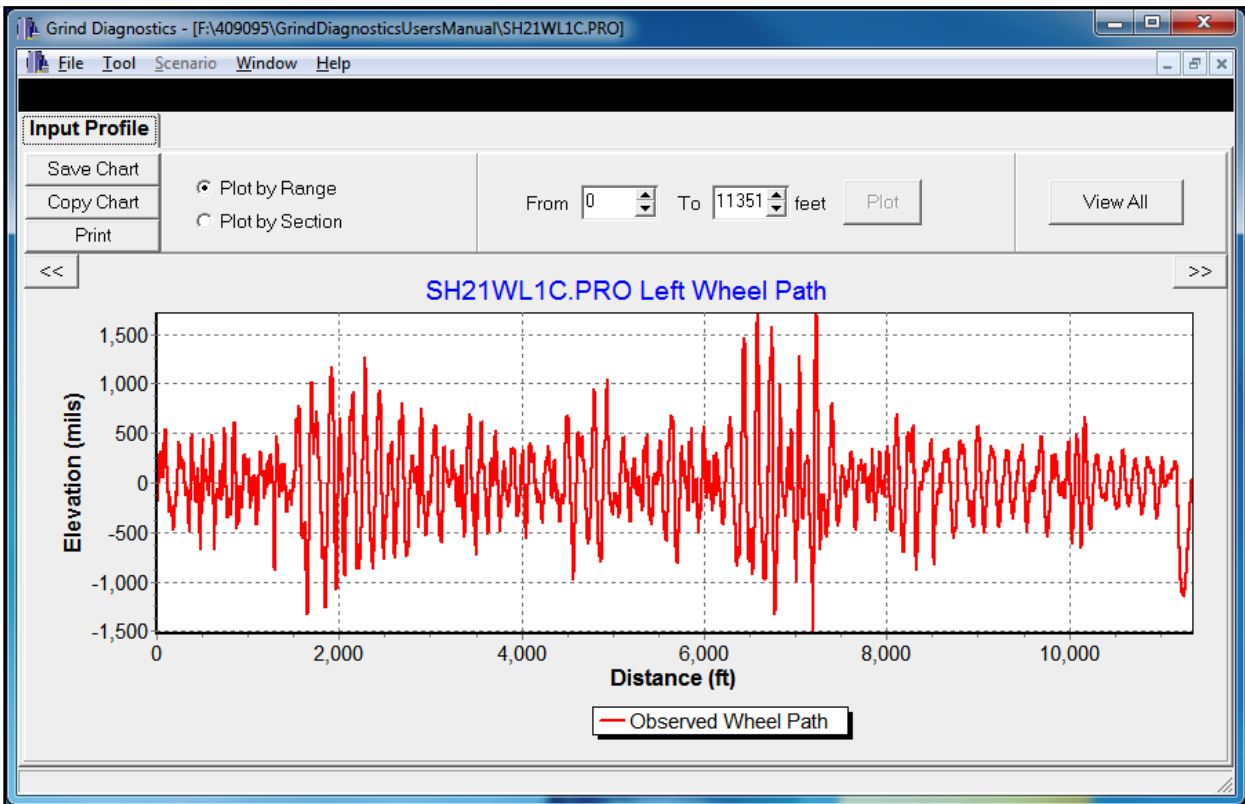 Grind Diagnostics - [F:\409095\GrindDiagnosticsUsersManual\SH21WL1C.PRO]
File Tool Scenario Window Help
Input Profile
Save Chart
Copy Chart
Print
Plot by Range
Plot by Section
From 0 To 11351 feet Plot
View All
<< >>
SH21WL1C.PRO Left Wheel Path
Elevation (mils)
1,500
1,000
500
0
-500
-1,000
-1,500
0 2,000 4,000 6,000 8,000 10,000
Distance (ft)
Observed Wheel Path